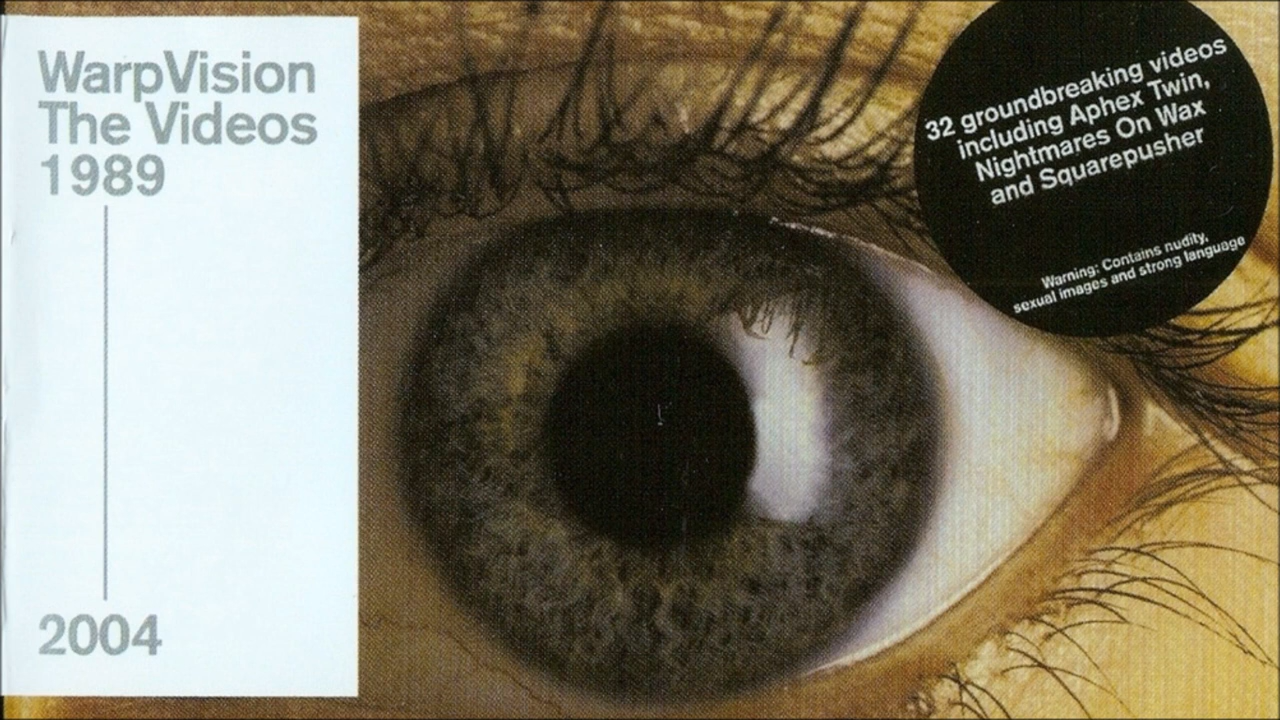 WarpVision
The Videos
1989
2004
32 groundbreaking videos
including Aphex Twin,
Nightmares On Wax
and Squarepusher
Warning: Contains nudity,
sexual images and strong language